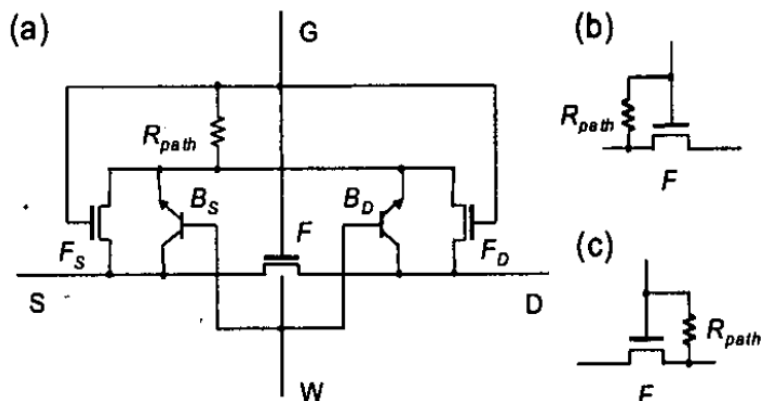 (a)
G
(b)
R_path
R_path
B_S
B_D
F
F
F_S
F_D
(c)
S
D
R_path
W
F